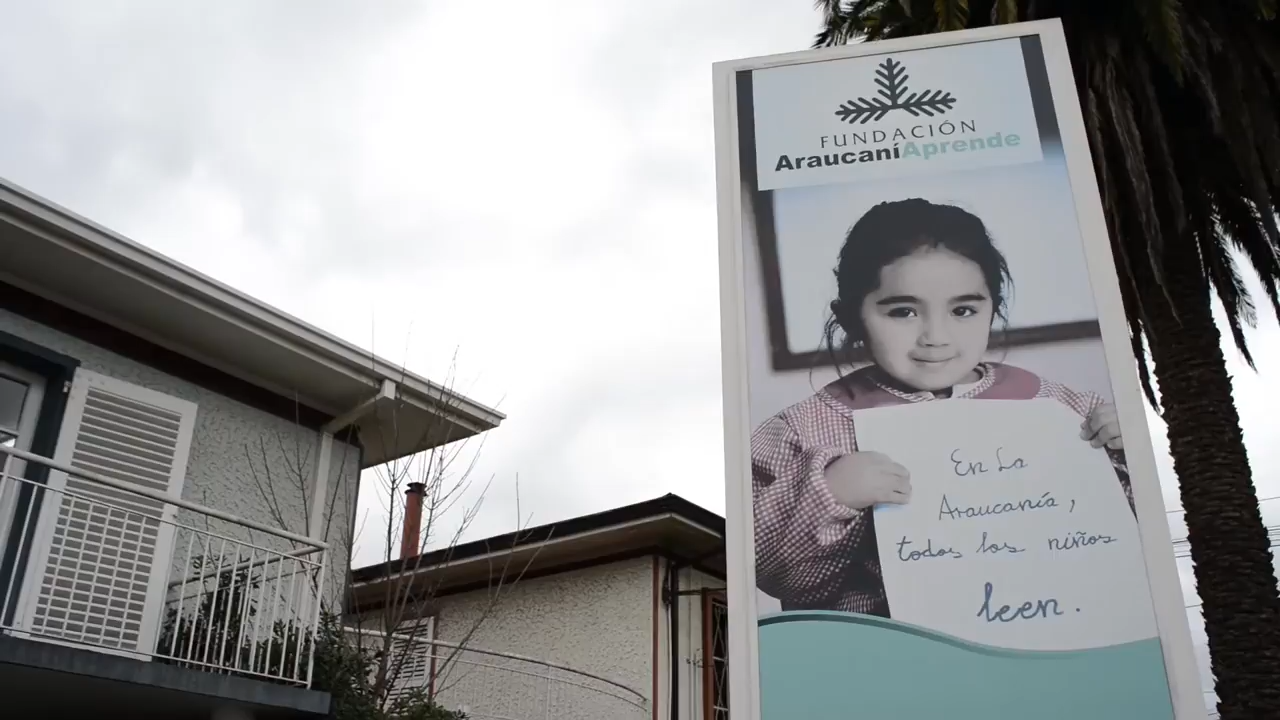 FUNDACIÓN
AraucaníAprende
En La
Araucanía,
todos los niños
leen.